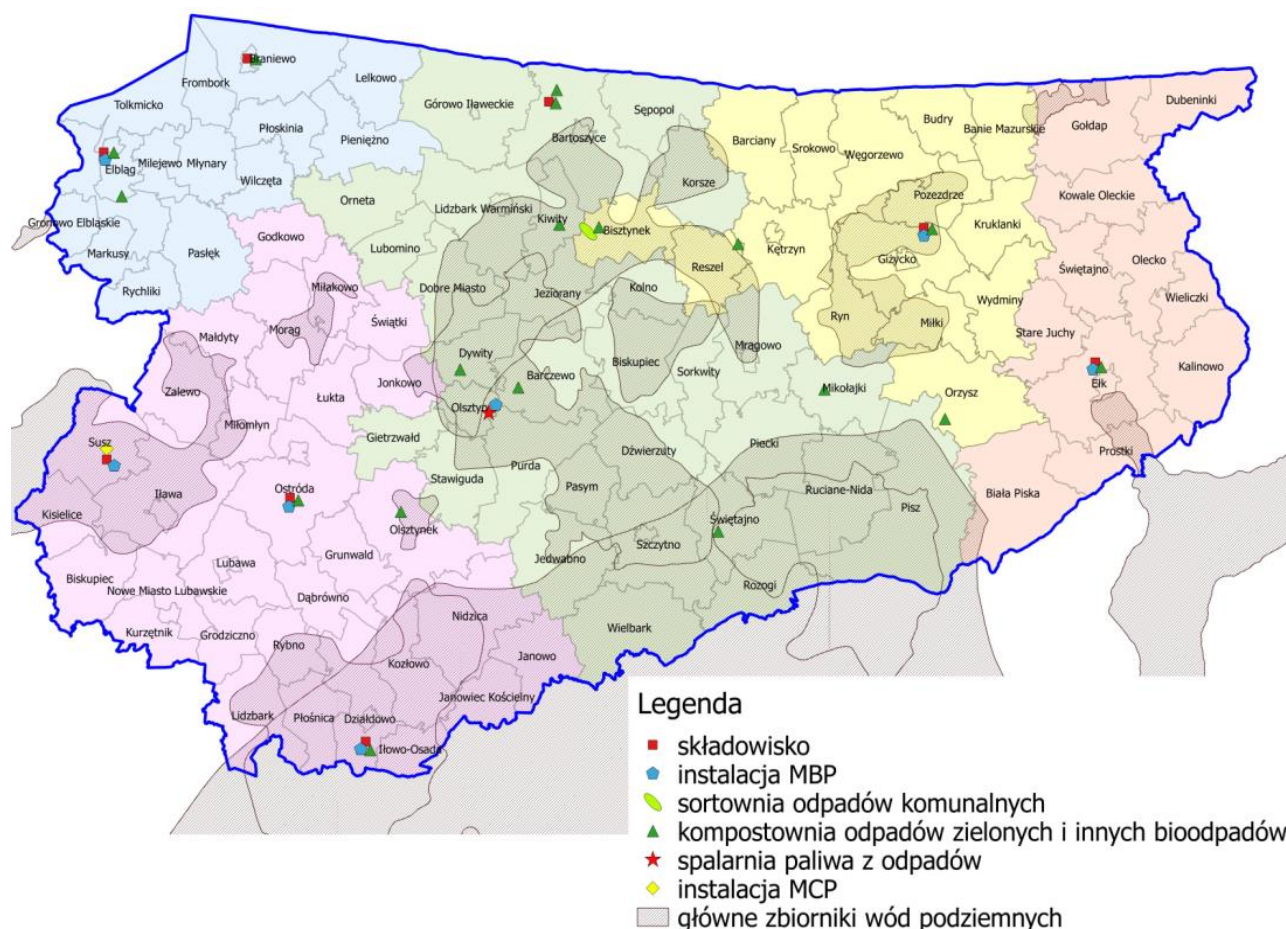 Braniewo
Lelkowo
Frombork
Górowo Iławeckie
Sępopol
Dubeninki
Tolkmicko
Budry
Banie Mazurskie
Gołdap
Płoskinia
Bartoszyce
Barciany
Srokowo
Węgorzewo
Pieniężno
Elbląg
Milejewo
Młynary
Korsze
Wilczęta
Pozezdrze
Kowale Oleckie
Orneta
Lidzbark Warmiński
Kiwity
Bisztynek
Kętrzyn
Kruklanki
Gronowo Elbląskie
Godkowo
Lubomino
Markusy
Pasłęk
Reszel
Giżycko
Świętajno
Olecko
Rychliki
Miłakowo
Dobre Miasto
Jeziorany
Kolno
Wydminy
Wieliczki
Małdyty
Morąg
Świątki
Ryn
Miłki
Stare Juchy
Dywity
Biskupiec
Mrągowo
Kalinowo
Zalewo
Jonkowo
Barczewo
Sorkwity
Mikołajki
Ełk
Łukta
Olsztyn
Orzysz
Miłomłyn
Gietrzwałd
Susz
Dźwierzuty
Piecki
Prostki
Purda
Stawiguda
Ostróda
Iława
Pasym
Ruciane-Nida
Biała Piska
Kisielice
Olsztynek
Świętajno
Pisz
Szczytno
Jedwabno
Grunwald
Lubawa
Biskupiec
Nowe Miasto Lubawskie
Dąbrówno
Rozogi
Nidzica
Wielbark
Kurzętnik
Grodziczno
Rybno
Kozłowo
Janowo
Janowiec Kościelny
Lidzbark
Płośnica
Działdowo
Iłowo-Osada
Legenda
składowisko
instalacja MBP
sortownia odpadów komunalnych
kompostownia odpadów zielonych i innych bioodpadów
spalarnia paliwa z odpadów
instalacja MCP
główne zbiorniki wód podziemnych